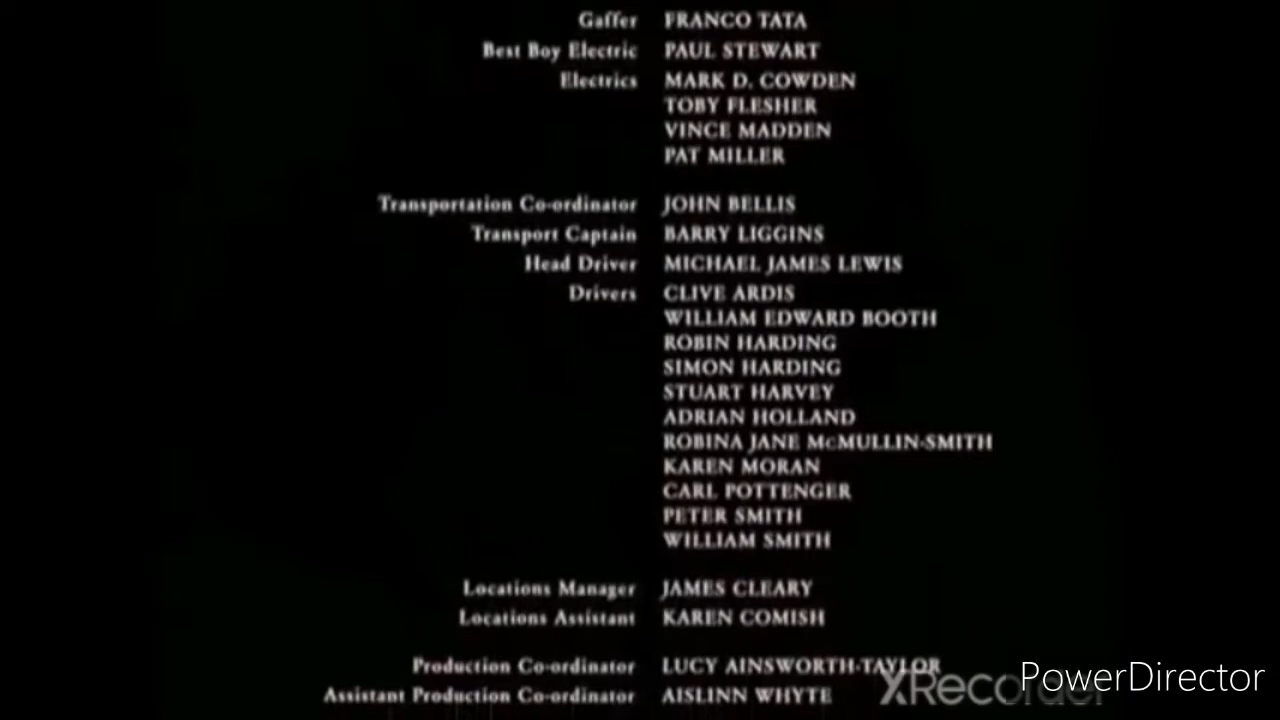 Gaffer FRANCO TATA
Best Boy Electric PAUL STEWART
Electrics MARK D. COWDEN
TOBY FLESHER
VINCE MADDEN
PAT MILLER
Transportation Co-ordinator JOHN BELLIS
Transport Captain BARRY LIGGINS
Head Driver MICHAEL JAMES LEWIS
Drivers CLIVE ARDIS
WILLIAM EDWARD BOOTH
ROBIN HARDING
SIMON HARDING
STUART HARVEY
ADRIAN HOLLAND
ROBINA JANE McMULLIN-SMITH
KAREN MORAN
CARL POTTENGER
PETER SMITH
WILLIAM SMITH
Locations Manager JAMES CLEARY
Locations Assistant KAREN COMISH
Production Co-ordinator LUCY AINSWORTH-TAYLOR
Assistant Production Co-ordinator AISLINN WHYTE
XRecorder
PowerDirector